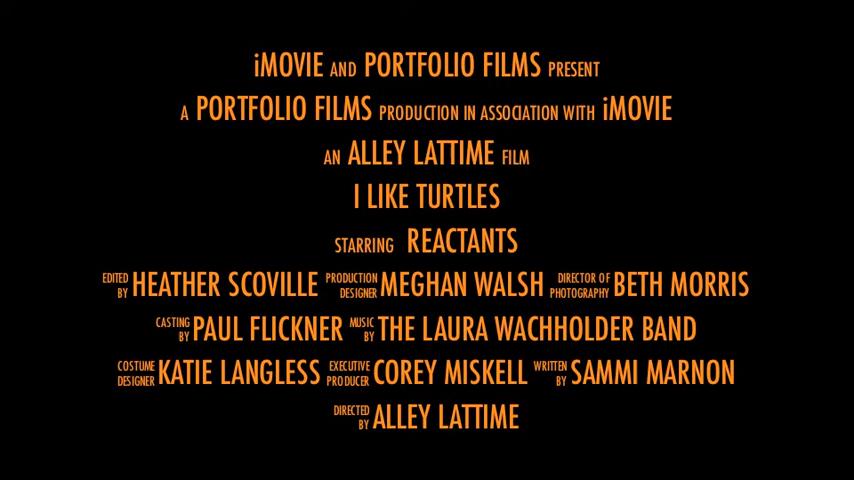 iMOVIE AND PORTFOLIO FILMS PRESENT
A PORTFOLIO FILMS PRODUCTION IN ASSOCIATION WITH iMOVIE
AN ALLEY LATTIME FILM
I LIKE TURTLES
STARRING REACTANTS
EDITED BY HEATHER SCOVILLE PRODUCTION DESIGNER MEGHAN WALSH DIRECTOR OF PHOTOGRAPHY BETH MORRIS
CASTING BY PAUL FLICKNER MUSIC BY THE LAURA WACHHOLDER BAND
COSTUME DESIGNER KATIE LANGLESS EXECUTIVE PRODUCER COREY MISKELL WRITTEN BY SAMMI MARNON
DIRECTED BY ALLEY LATTIME